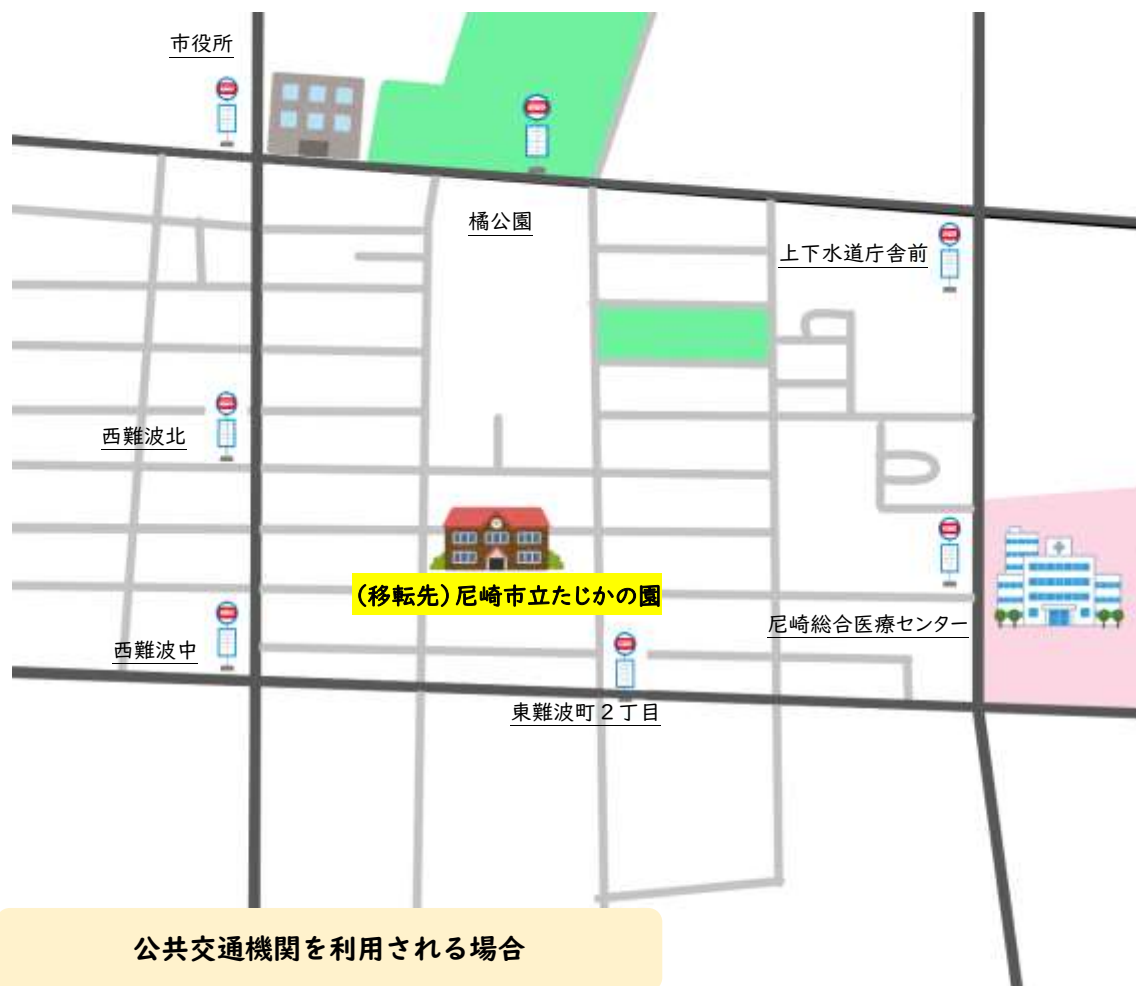 市役所
橘公園
上下水道庁舎前
西難波北
(移転先)尼崎市立たじかの園
尼崎総合医療センター
西難波中
東難波町2丁目
公共交通機関を利用される場合